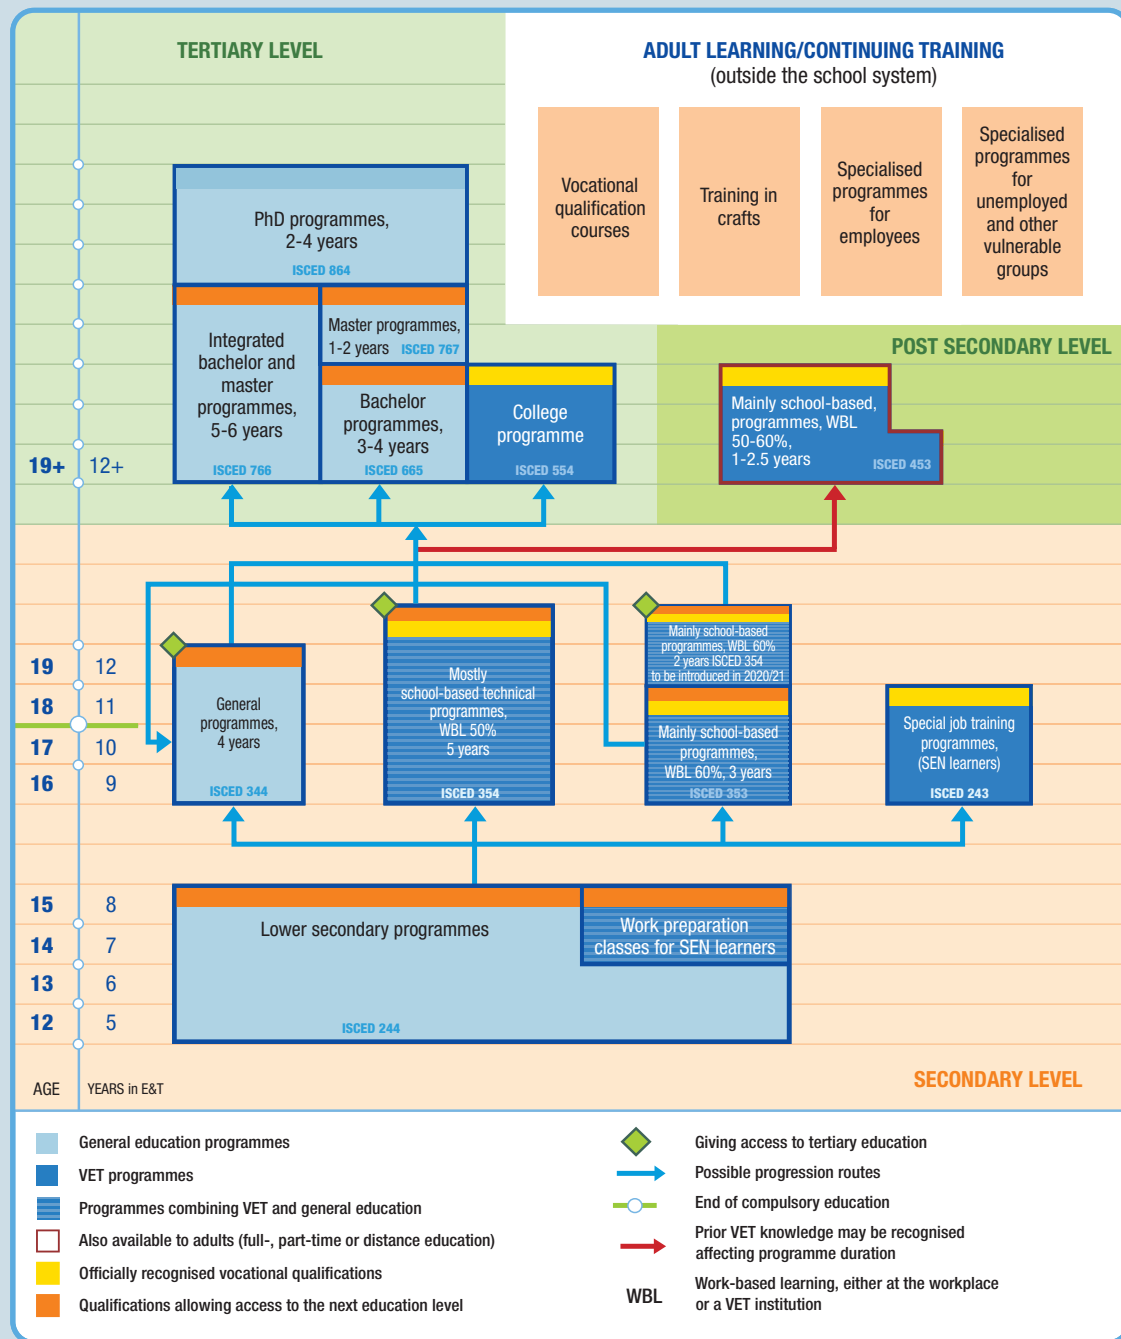 TERTIARY LEVEL
ADULT LEARNING/CONTINUING TRAINING
(outside the school system)
Vocational
qualification
courses
Training in
crafts
Specialised
programmes
for
employees
Specialised
programmes
for
unemployed
and other
vulnerable
groups
PhD programmes,
2-4 years
ISCED 864
Integrated
bachelor and
master
programmes,
5-6 years
ISCED 766
Master programmes,
1-2 years ISCED 767
Bachelor
programmes,
3-4 years
ISCED 665
College
programme
ISCED 554
POST SECONDARY LEVEL
Mainly school-based,
programmes, WBL
50-60%,
1-2.5 years
ISCED 453
19+ 12+
19 12
18 11
17 10
16 9
General
programmes,
4 years
ISCED 344
Mostly
school-based technical
programmes,
WBL 50%
5 years
ISCED 354
Mainly school-based
programmes, WBL 60%
2 years ISCED 354
to be introduced in 2020/21
Mainly school-based
programmes,
WBL 60%, 3 years
ISCED 353
Special job training
programmes,
(SEN learners)
ISCED 243
15 8
14 7
13 6
12 5
Lower secondary programmes
ISCED 244
Work preparation
classes for SEN learners
AGE YEARS in E&T
SECONDARY LEVEL
General education programmes
VET programmes
Programmes combining VET and general education
Also available to adults (full-, part-time or distance education)
Officially recognised vocational qualifications
Qualifications allowing access to the next education level
Giving access to tertiary education
Possible progression routes
End of compulsory education
Prior VET knowledge may be recognised
affecting programme duration
WBL Work-based learning, either at the workplace
or a VET institution